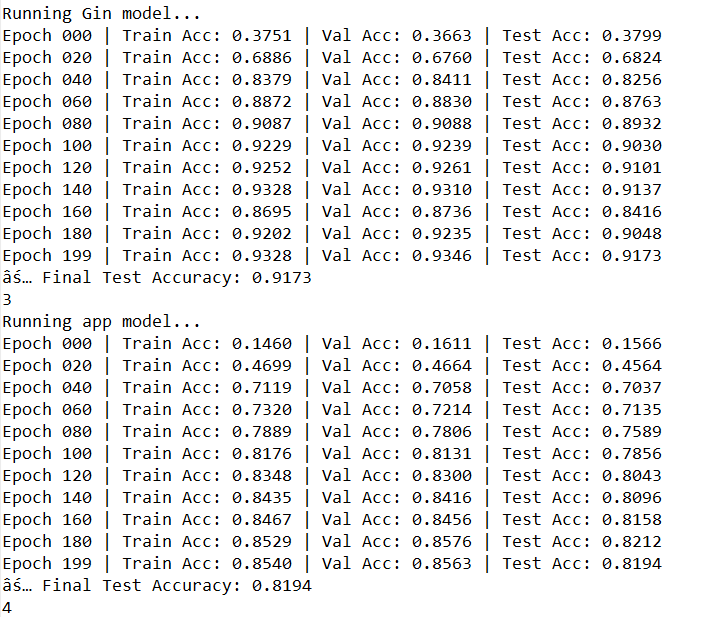 Running Gin model...
Epoch 000 | Train Acc: 0.3751 | Val Acc: 0.3663 | Test Acc: 0.3799
Epoch 020 | Train Acc: 0.6886 | Val Acc: 0.6760 | Test Acc: 0.6824
Epoch 040 | Train Acc: 0.8379 | Val Acc: 0.8411 | Test Acc: 0.8256
Epoch 060 | Train Acc: 0.8872 | Val Acc: 0.8830 | Test Acc: 0.8763
Epoch 080 | Train Acc: 0.9087 | Val Acc: 0.9088 | Test Acc: 0.8932
Epoch 100 | Train Acc: 0.9229 | Val Acc: 0.9239 | Test Acc: 0.9030
Epoch 120 | Train Acc: 0.9252 | Val Acc: 0.9261 | Test Acc: 0.9101
Epoch 140 | Train Acc: 0.9328 | Val Acc: 0.9310 | Test Acc: 0.9137
Epoch 160 | Train Acc: 0.8695 | Val Acc: 0.8736 | Test Acc: 0.8416
Epoch 180 | Train Acc: 0.9202 | Val Acc: 0.9235 | Test Acc: 0.9048
Epoch 199 | Train Acc: 0.9328 | Val Acc: 0.9346 | Test Acc: 0.9173
âś… Final Test Accuracy: 0.9173
3
Running app model...
Epoch 000 | Train Acc: 0.1460 | Val Acc: 0.1611 | Test Acc: 0.1566
Epoch 020 | Train Acc: 0.4699 | Val Acc: 0.4664 | Test Acc: 0.4564
Epoch 040 | Train Acc: 0.7119 | Val Acc: 0.7058 | Test Acc: 0.7037
Epoch 060 | Train Acc: 0.7320 | Val Acc: 0.7214 | Test Acc: 0.7135
Epoch 080 | Train Acc: 0.7889 | Val Acc: 0.7806 | Test Acc: 0.7589
Epoch 100 | Train Acc: 0.8176 | Val Acc: 0.8131 | Test Acc: 0.7856
Epoch 120 | Train Acc: 0.8348 | Val Acc: 0.8300 | Test Acc: 0.8043
Epoch 140 | Train Acc: 0.8435 | Val Acc: 0.8416 | Test Acc: 0.8096
Epoch 160 | Train Acc: 0.8467 | Val Acc: 0.8456 | Test Acc: 0.8158
Epoch 180 | Train Acc: 0.8529 | Val Acc: 0.8576 | Test Acc: 0.8212
Epoch 199 | Train Acc: 0.8540 | Val Acc: 0.8563 | Test Acc: 0.8194
âś… Final Test Accuracy: 0.8194
4